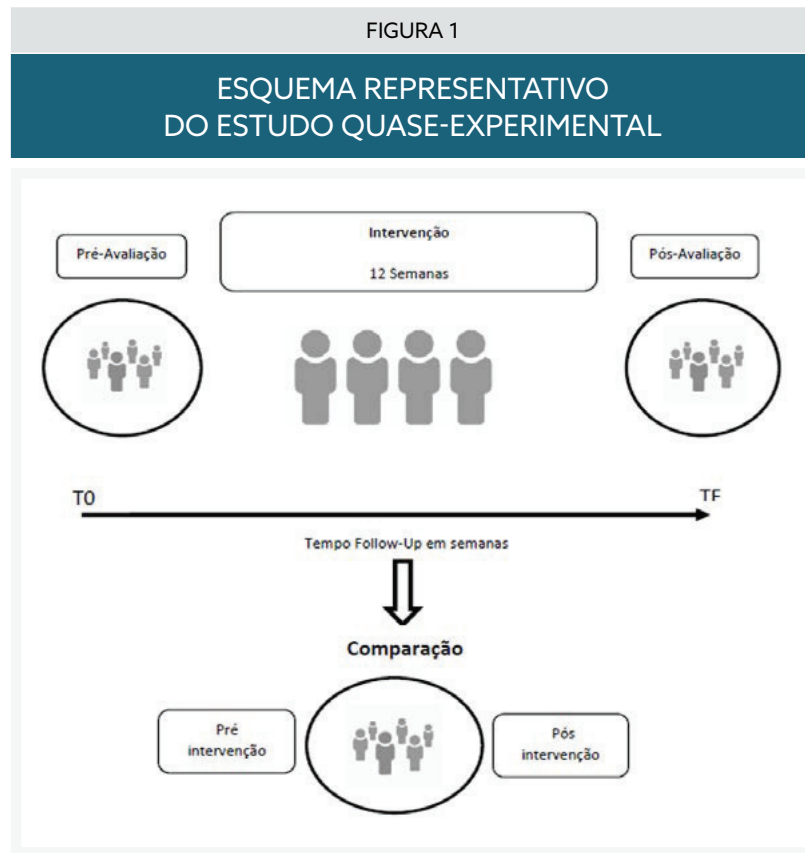 FIGURA 1
ESQUEMA REPRESENTATIVO
DO ESTUDO QUASE-EXPERIMENTAL
Pré-Avaliação
Intervenção
12 Semanas
Pós-Avaliação
T0
TF
Tempo Follow-Up em semanas
Comparação
Pré
intervenção
Pós
intervenção